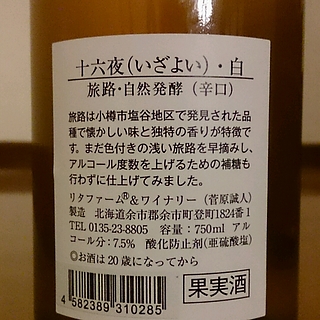 十六夜(いざよい)・白
旅路・自然発酵(辛口)
旅路は小樽市塩谷地区で発見された品
種で懐かしい味と独特の香りが特徴で
す。まだ色付きの浅い旅路を早摘みし、
アルコール度数を上げるための補糖も
行わずに仕上げてみました。
リタファーム®&ワイナリー(菅原誠人)
製造 北海道余市郡余市町登町1824番1
TEL 0135-23-8805 容量:750ml アル
コール分:7.5% 酸化防止剤(亜硫酸塩)
◎お酒は20歳になってから
果実酒
4 582389 310285